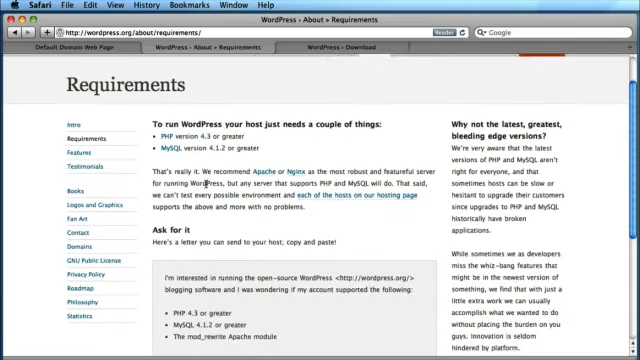 Safari File Edit View History Bookmarks Window Help
WordPress › About » Requirements
http://wordpress.org/about/requirements/
Reader
Google
Default Domain Web Page
WordPress › About » Requirements
WordPress › Download
Requirements
Intro
Requirements
Features
Testimonials
Books
Logos and Graphics
Fan Art
Contact
Domains
GNU Public License
Privacy Policy
Roadmap
Philosophy
Statistics
To run WordPress your host just needs a couple of things:
• PHP version 4.3 or greater
• MySQL version 4.1.2 or greater
That's really it. We recommend Apache or Nginx as the most robust and featureful server
for running WordPress, but any server that supports PHP and MySQL will do. That said,
we can't test every possible environment and each of the hosts on our hosting page
supports the above and more with no problems.
Ask for it
Here's a letter you can send to your host; copy and paste!
I'm interested in running the open-source WordPress <http://wordpress.org/>
blogging software and I was wondering if my account supported the following:
• PHP 4.3 or greater
• MySQL 4.1.2 or greater
• The mod_rewrite Apache module
Why not the latest, greatest,
bleeding edge versions?
We're very aware that the latest
versions of PHP and MySQL aren't
right for everyone, and that
sometimes hosts can be slow or
hesitant to upgrade their customers
since upgrades to PHP and MySQL
historically have broken
applications.
While sometimes we as developers
miss the whiz-bang features that
might be in the newest version of
something, we find that with just a
little extra work we can usually
accomplish what we wanted to do
without placing the burden on you
guys. Innovation is seldom
hindered by platform.